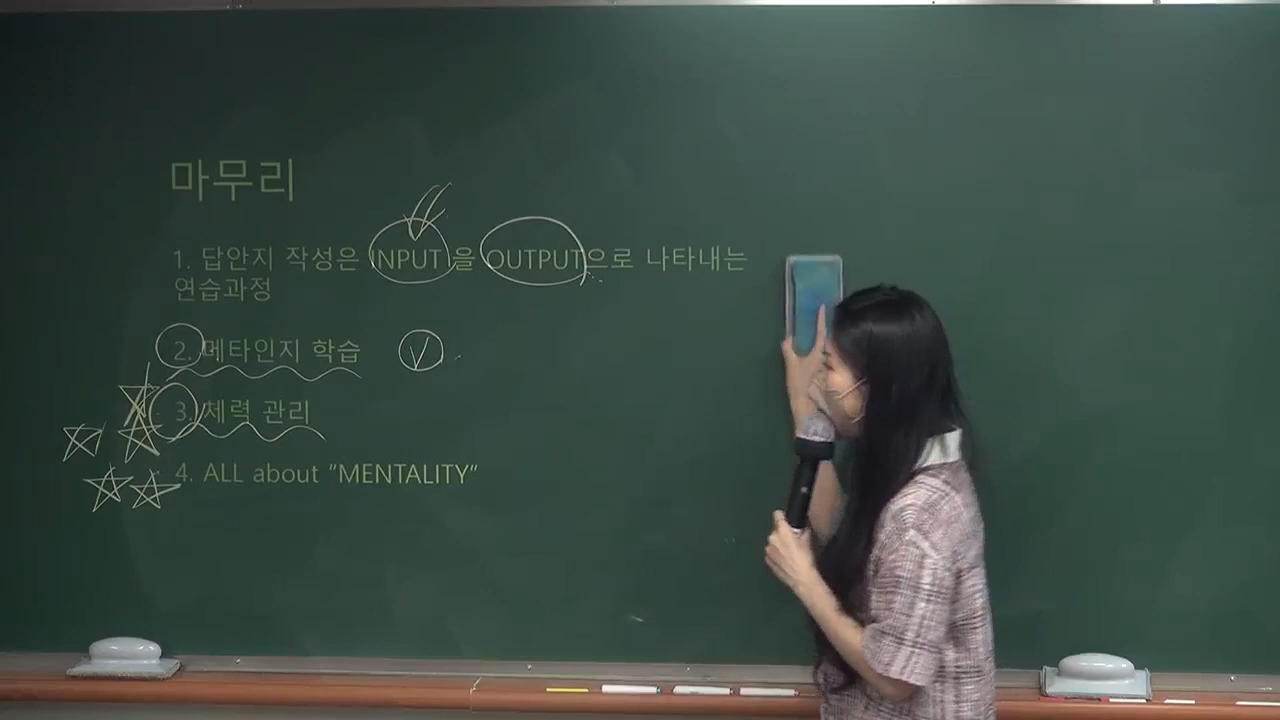 마무리
1. 답안지 작성은 INPUT을 OUTPUT으로 나타내는
연습과정
2. 메타인지 학습
3. 체력 관리
4. ALL about "MENTALITY"